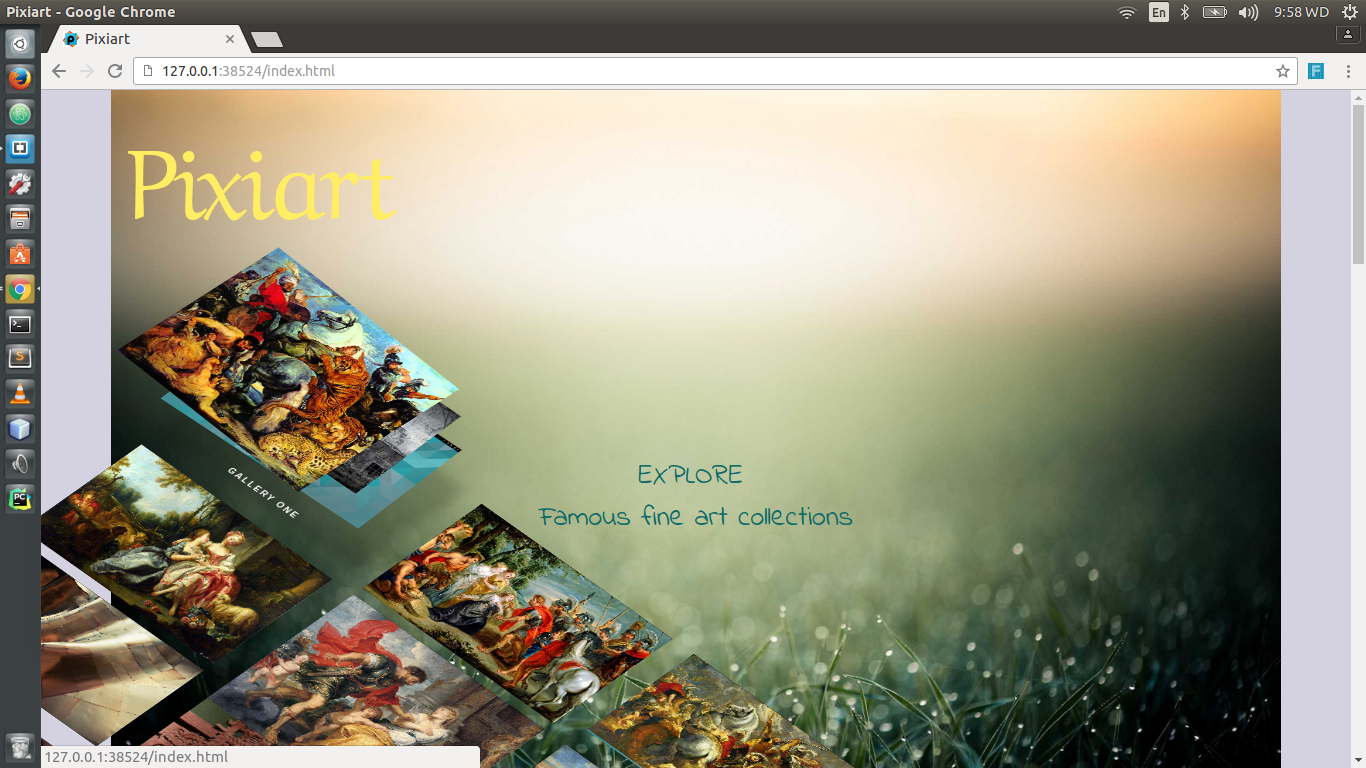 Pixiart - Google Chrome
En
9:58 WD
Pixiart
127.0.0.1:38524/index.html
Pixiart
GALLERY ONE
EXPLORE
Famous fine art collections
127.0.0.1:38524/index.html